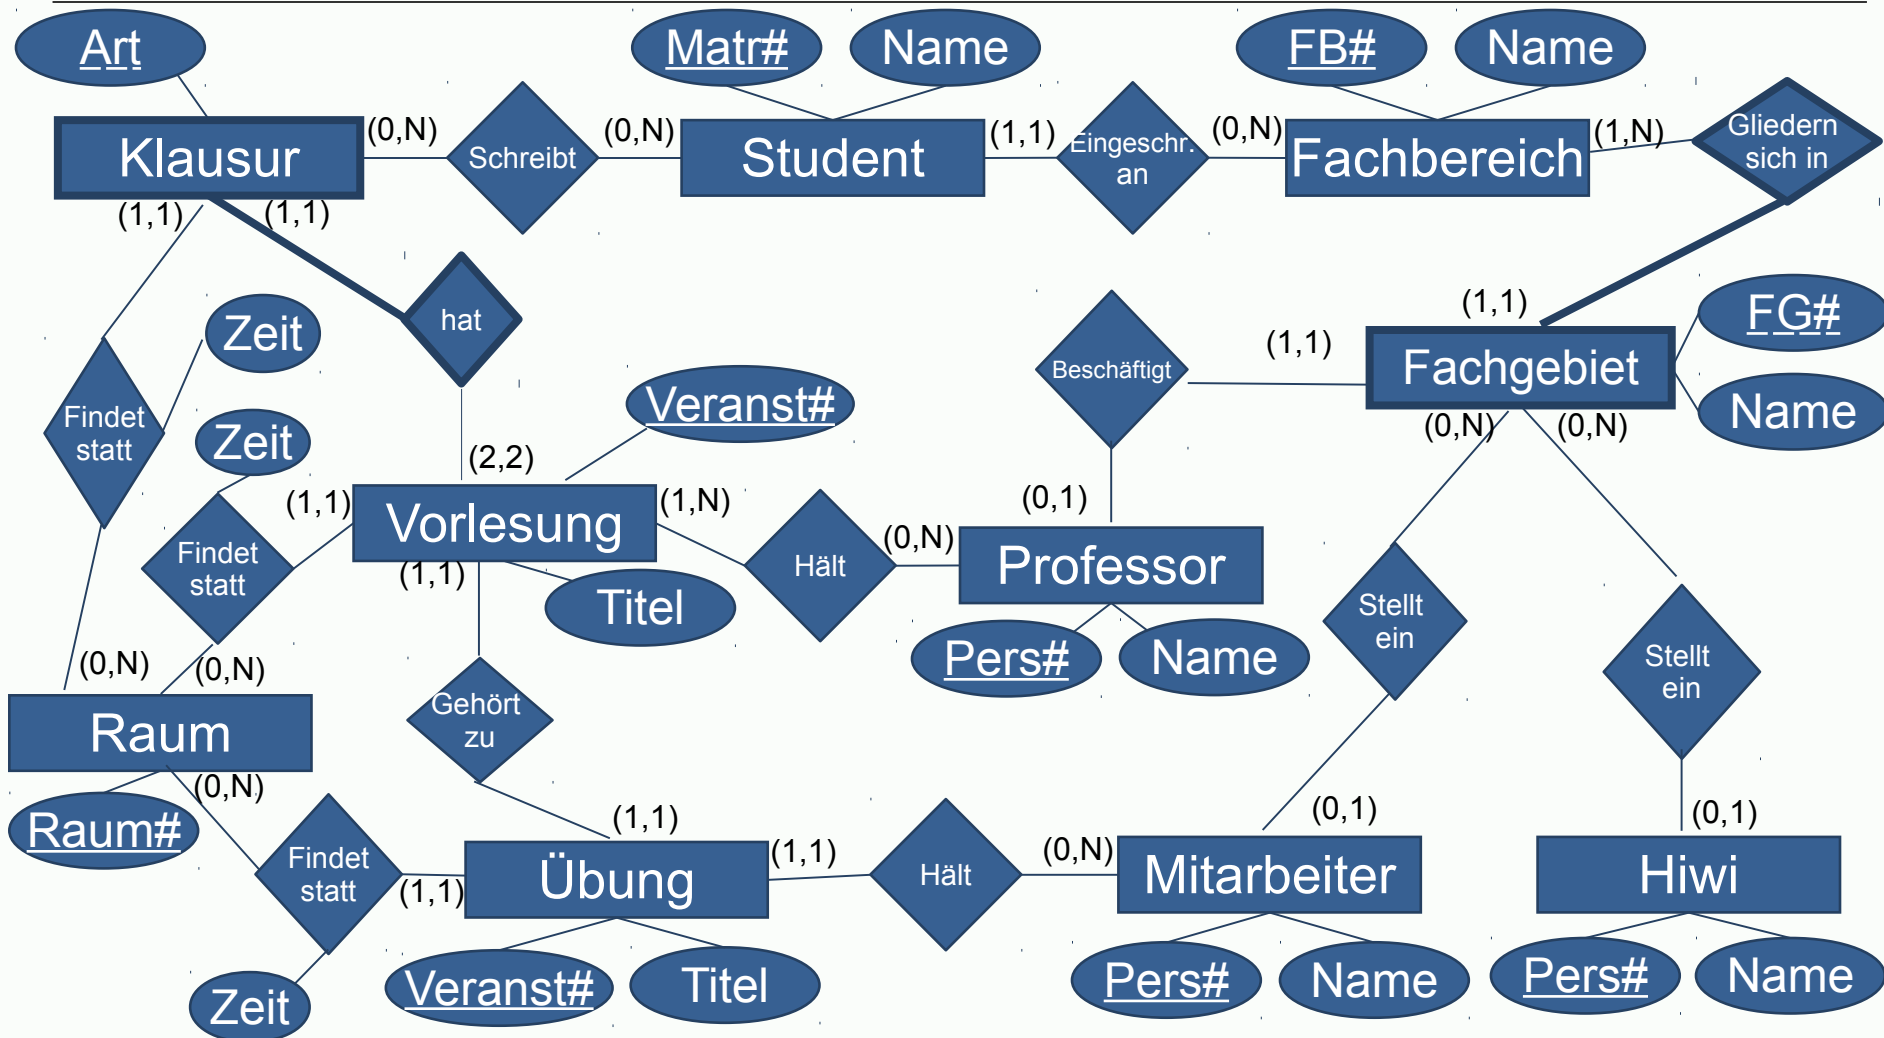 Art
Matr#
Name
FB#
Name
Klausur
(0,N)
Schreibt
(0,N)
Student
(1,1)
Eingeschr.
an
(0,N)
Fachbereich
(1,N)
Gliedern
sich in
(1,1)
(1,1)
Zeit
hat
(1,1)
FG#
Beschäftigt
(1,1)
Fachgebiet
Name
Findet
statt
Zeit
Veranst#
(0,N)
(0,N)
(2,2)
(1,1)
Vorlesung
(1,N)
(0,1)
Findet
statt
(1,1)
Titel
Hält
(0,N)
Professor
Stellt
ein
Pers#
Name
Stellt
ein
(0,N)
(0,N)
Gehört
zu
Raum
(0,N)
Raum#
(1,1)
(0,1)
(0,1)
Findet
statt
(1,1)
Übung
(1,1)
Hält
(0,N)
Mitarbeiter
Hiwi
Zeit
Veranst#
Titel
Pers#
Name
Pers#
Name